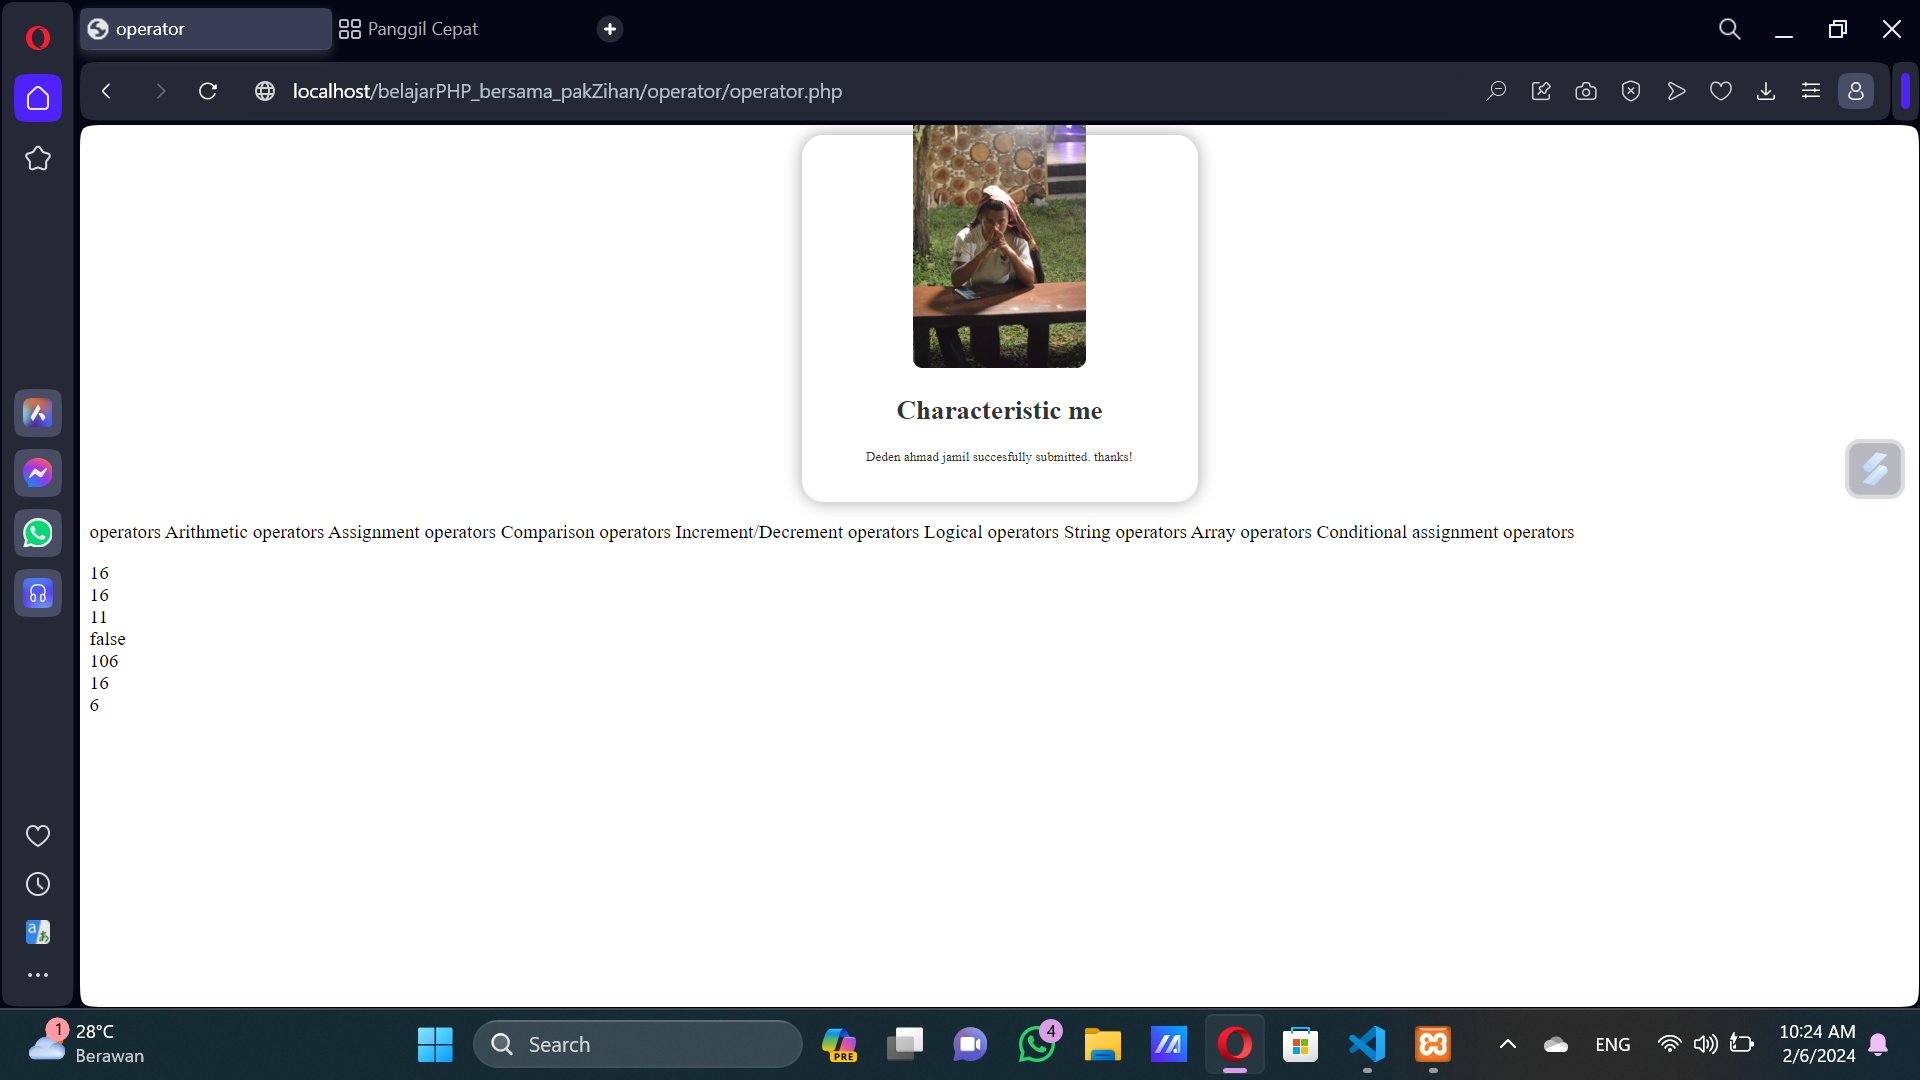 operator
Panggil Cepat
localhost/belajarPHP_bersama_pakZihan/operator/operator.php
Characteristic me
Deden ahmad jamil succesfully submitted. thanks!
operators Arithmetic operators Assignment operators Comparison operators Increment/Decrement operators Logical operators String operators Array operators Conditional assignment operators
16
16
11
false
106
16
6
1
28°C
Berawan
Search
PRE
4
ENG
10:24 AM
2/6/2024